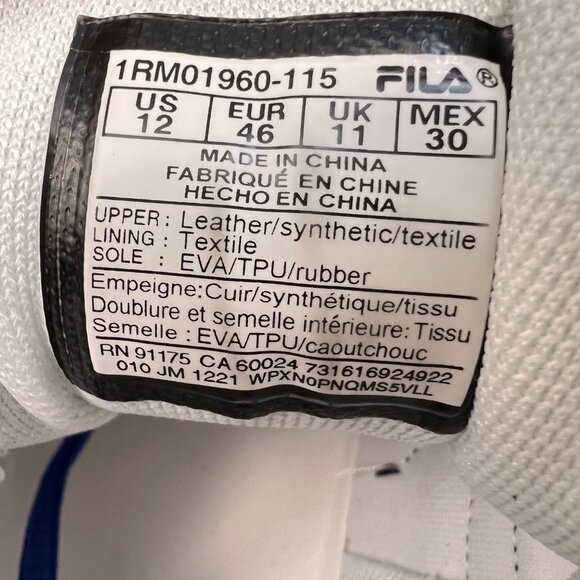 1RM01960-115 FILA®
US EUR UK MEX
12 46 11 30
MADE IN CHINA
FABRIQUÉ EN CHINE
HECHO EN CHINA
UPPER : Leather/synthetic/textile
LINING : Textile
SOLE : EVA/TPU/rubber
Empeigne:Cuir/synthétique/tissu
Doublure et semelle intérieure: Tissu
Semelle : EVA/TPU/caoutchouc
RN 91175 CA 60024 731616924922
010 JM 1221 WPXN0PNQMS5VLL